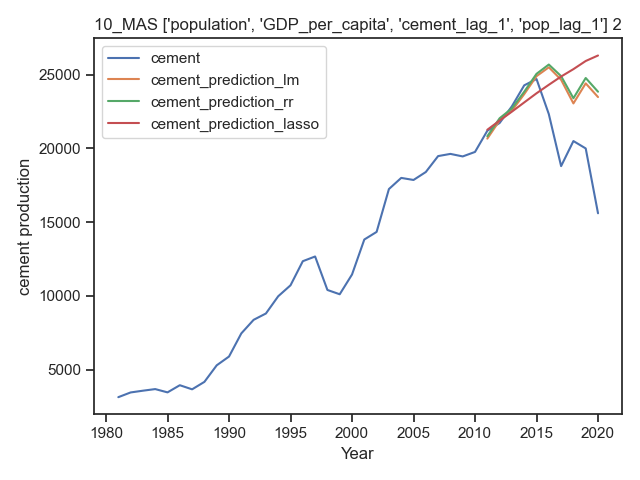 10_MAS ['population', 'GDP_per_capita', 'cement_lag_1', 'pop_lag_1'] 2
cement
cement_prediction_lm
cement_prediction_rr
cement_prediction_lasso
25000
20000
15000
10000
5000
cement production
1980 1985 1990 1995 2000 2005 2010 2015 2020
Year